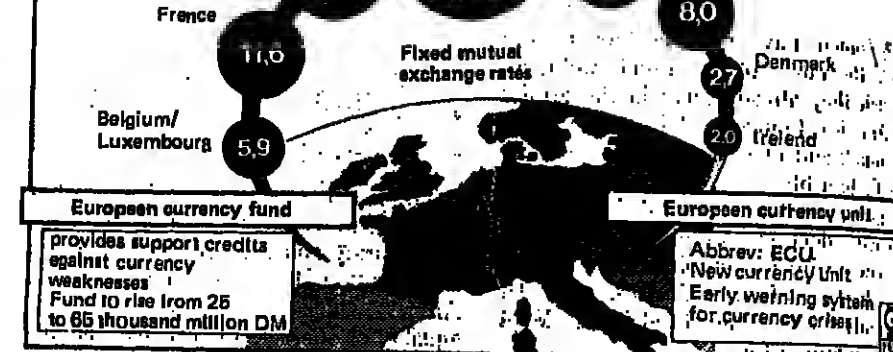 France
8,0
11,6
Fixed mutual
exchange rates
Denmark
2,7
Belgium/
Luxembourg
5,9
2.0
Ireland
European currency fund
European currency unit
provides support credits
against currency
weaknesses
Fund to rise from 25
to 65 thousand million DM
Abbrev: ECU
New currency unit
Early warning system
for currency crises